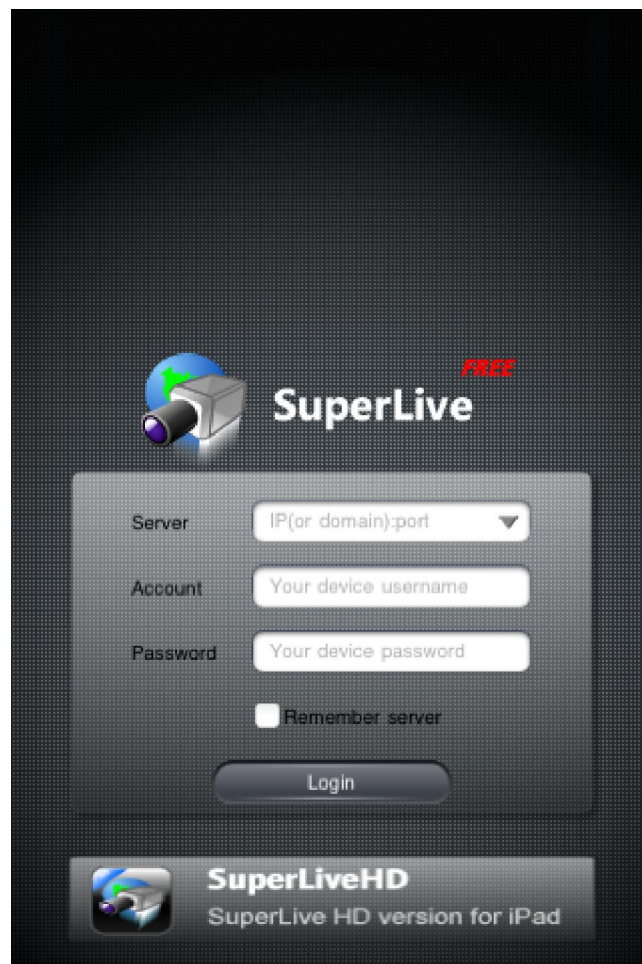 FREE
SuperLive
Server IP(or domain):port
Account Your device username
Password Your device password
Remember server
Login
SuperLiveHD
SuperLive HD version for iPad